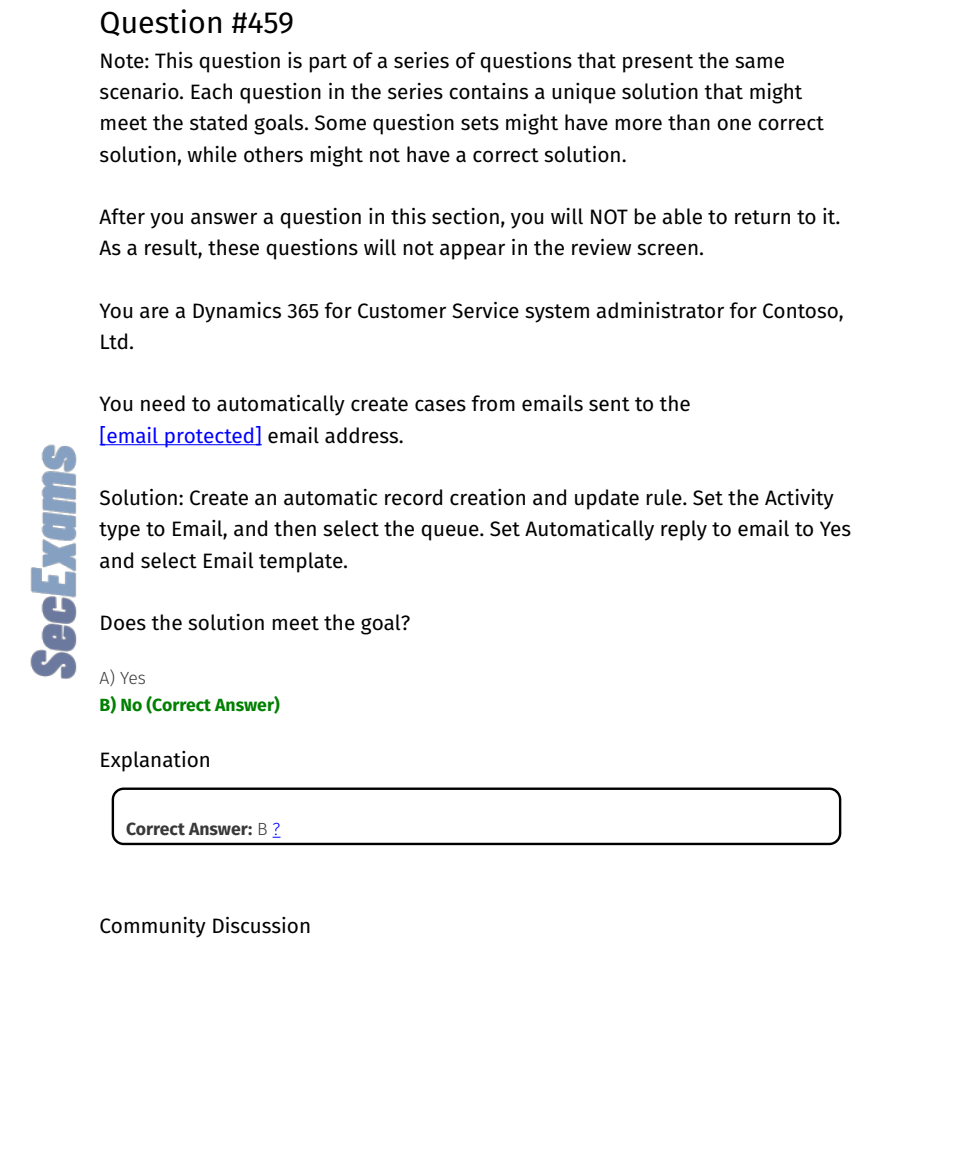 Question #459
Note: This question is part of a series of questions that present the same
scenario. Each question in the series contains a unique solution that might
meet the stated goals. Some question sets might have more than one correct
solution, while others might not have a correct solution.
After you answer a question in this section, you will NOT be able to return to it.
As a result, these questions will not appear in the review screen.
You are a Dynamics 365 for Customer Service system administrator for Contoso,
Ltd.
You need to automatically create cases from emails sent to the
[email protected] email address.
Solution: Create an automatic record creation and update rule. Set the Activity
type to Email, and then select the queue. Set Automatically reply to email to Yes
and select Email template.
Does the solution meet the goal?
A) Yes
B) No (Correct Answer)
Explanation
Correct Answer: B ?
Community Discussion
SecExams